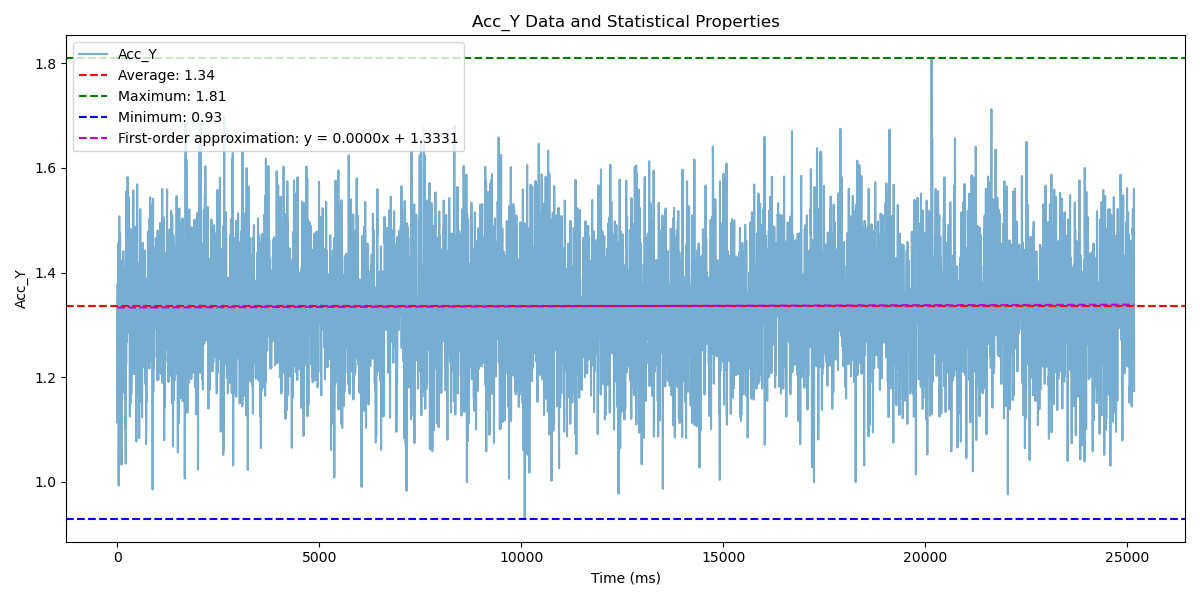 Acc_Y Data and Statistical Properties
Acc_Y
Average: 1.34
Maximum: 1.81
Minimum: 0.93
First-order approximation: y = 0.0000x + 1.3331
1.8
1.6
1.4
1.2
1.0
Acc_Y
0 5000 10000 15000 20000 25000
Time (ms)